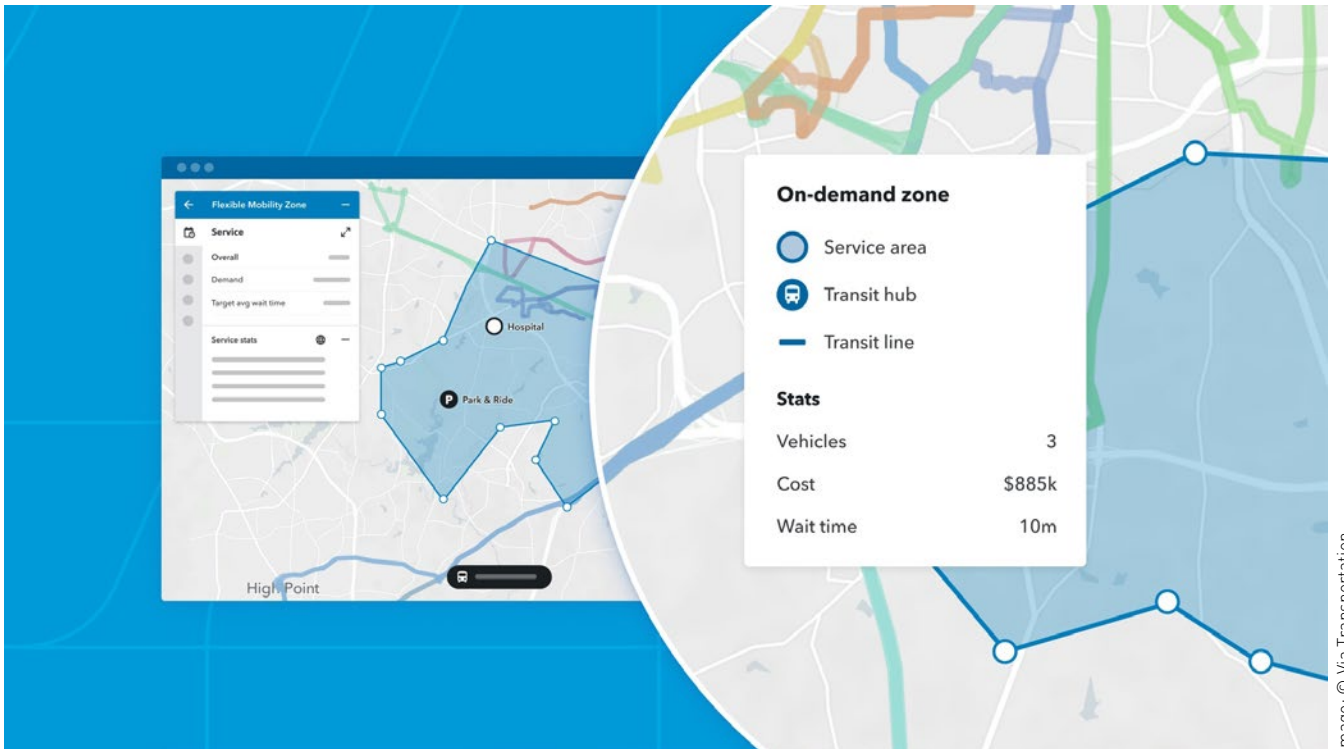 Flexible Mobility Zone
Service
Overall
Demand
Target avg wait time
Service stats
Hospital
P
Park & Ride
High Point
On-demand zone
Service area
Transit hub
Transit line
Stats
Vehicles 3
Cost $885k
Wait time 10m
Image: © Via Transportation